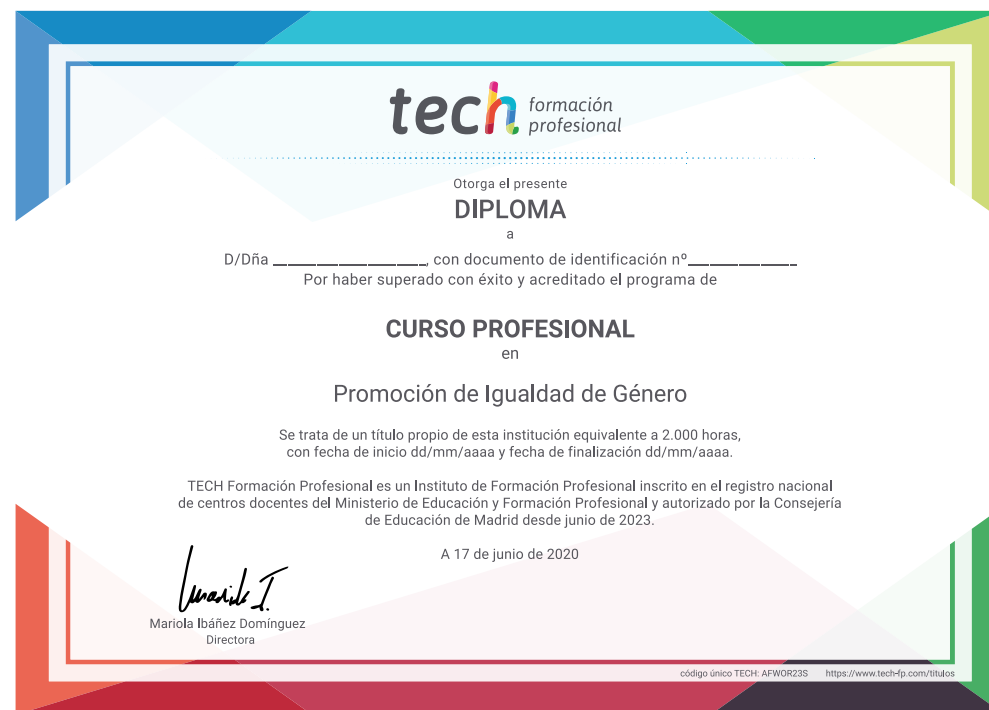 tech formación
profesional
Otorga el presente
DIPLOMA
a
D/Dña ____________________, con documento de identificación nº______________
Por haber superado con éxito y acreditado el programa de
CURSO PROFESIONAL
en
Promoción de Igualdad de Género
Se trata de un título propio de esta institución equivalente a 2.000 horas,
con fecha de inicio dd/mm/aaaa y fecha de finalización dd/mm/aaaa.
TECH Formación Profesional es un Instituto de Formación Profesional inscrito en el registro nacional
de centros docentes del Ministerio de Educación y Formación Profesional y autorizado por la Consejería
de Educación de Madrid desde junio de 2023.
A 17 de junio de 2020
Mariola Ibáñez Domínguez
Directora
código único TECH: AFWOR23S https://www.tech-fp.com/titulos